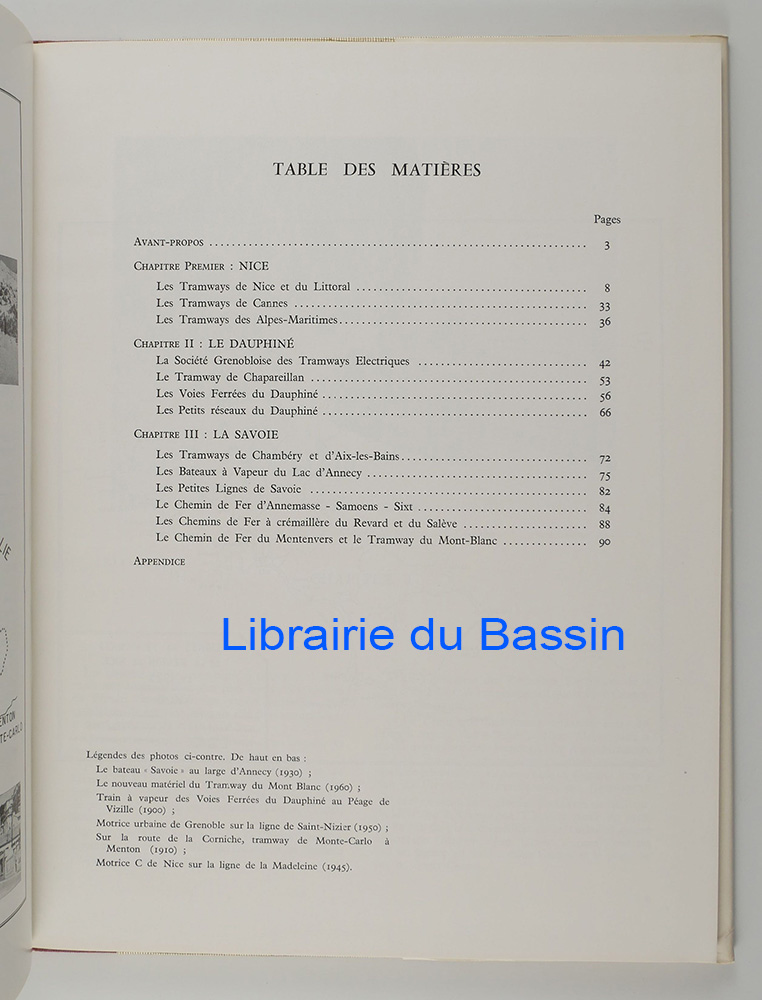 TABLE DES MATIÈRES
Pages
AVANT-PROPOS 3
CHAPITRE PREMIER : NICE
Les Tramways de Nice et du Littoral 8
Les Tramways de Cannes 33
Les Tramways des Alpes-Maritimes 36
CHAPITRE II : LE DAUPHINÉ
La Société Grenobloise des Tramways Electriques 42
Le Tramway de Chapareillan 53
Les Voies Ferrées du Dauphiné 56
Les Petits réseaux du Dauphiné 66
CHAPITRE III : LA SAVOIE
Les Tramways de Chambéry et d'Aix-les-Bains 72
Les Bateaux à Vapeur du Lac d'Annecy 75
Les Petites Lignes de Savoie 82
Le Chemin de Fer d'Annemasse - Samoens - Sixt 84
Les Chemins de Fer à crémaillère du Revard et du Salève 88
Le Chemin de Fer du Montenvers et le Tramway du Mont-Blanc 90
APPENDICE
Librairie du Bassin
Légendes des photos ci-contre. De haut en bas :
Le bateau « Savoie » au large d'Annecy (1930) ;
Le nouveau matériel du Tramway du Mont Blanc (1960) ;
Train à vapeur des Voies Ferrées du Dauphiné au Péage de
Vizille (1900) ;
Motrice urbaine de Grenoble sur la ligne de Saint-Nizier (1950) ;
Sur la route de la Corniche, tramway de Monte-Carlo à
Menton (1910) ;
Motrice C de Nice sur la ligne de la Madeleine (1945).